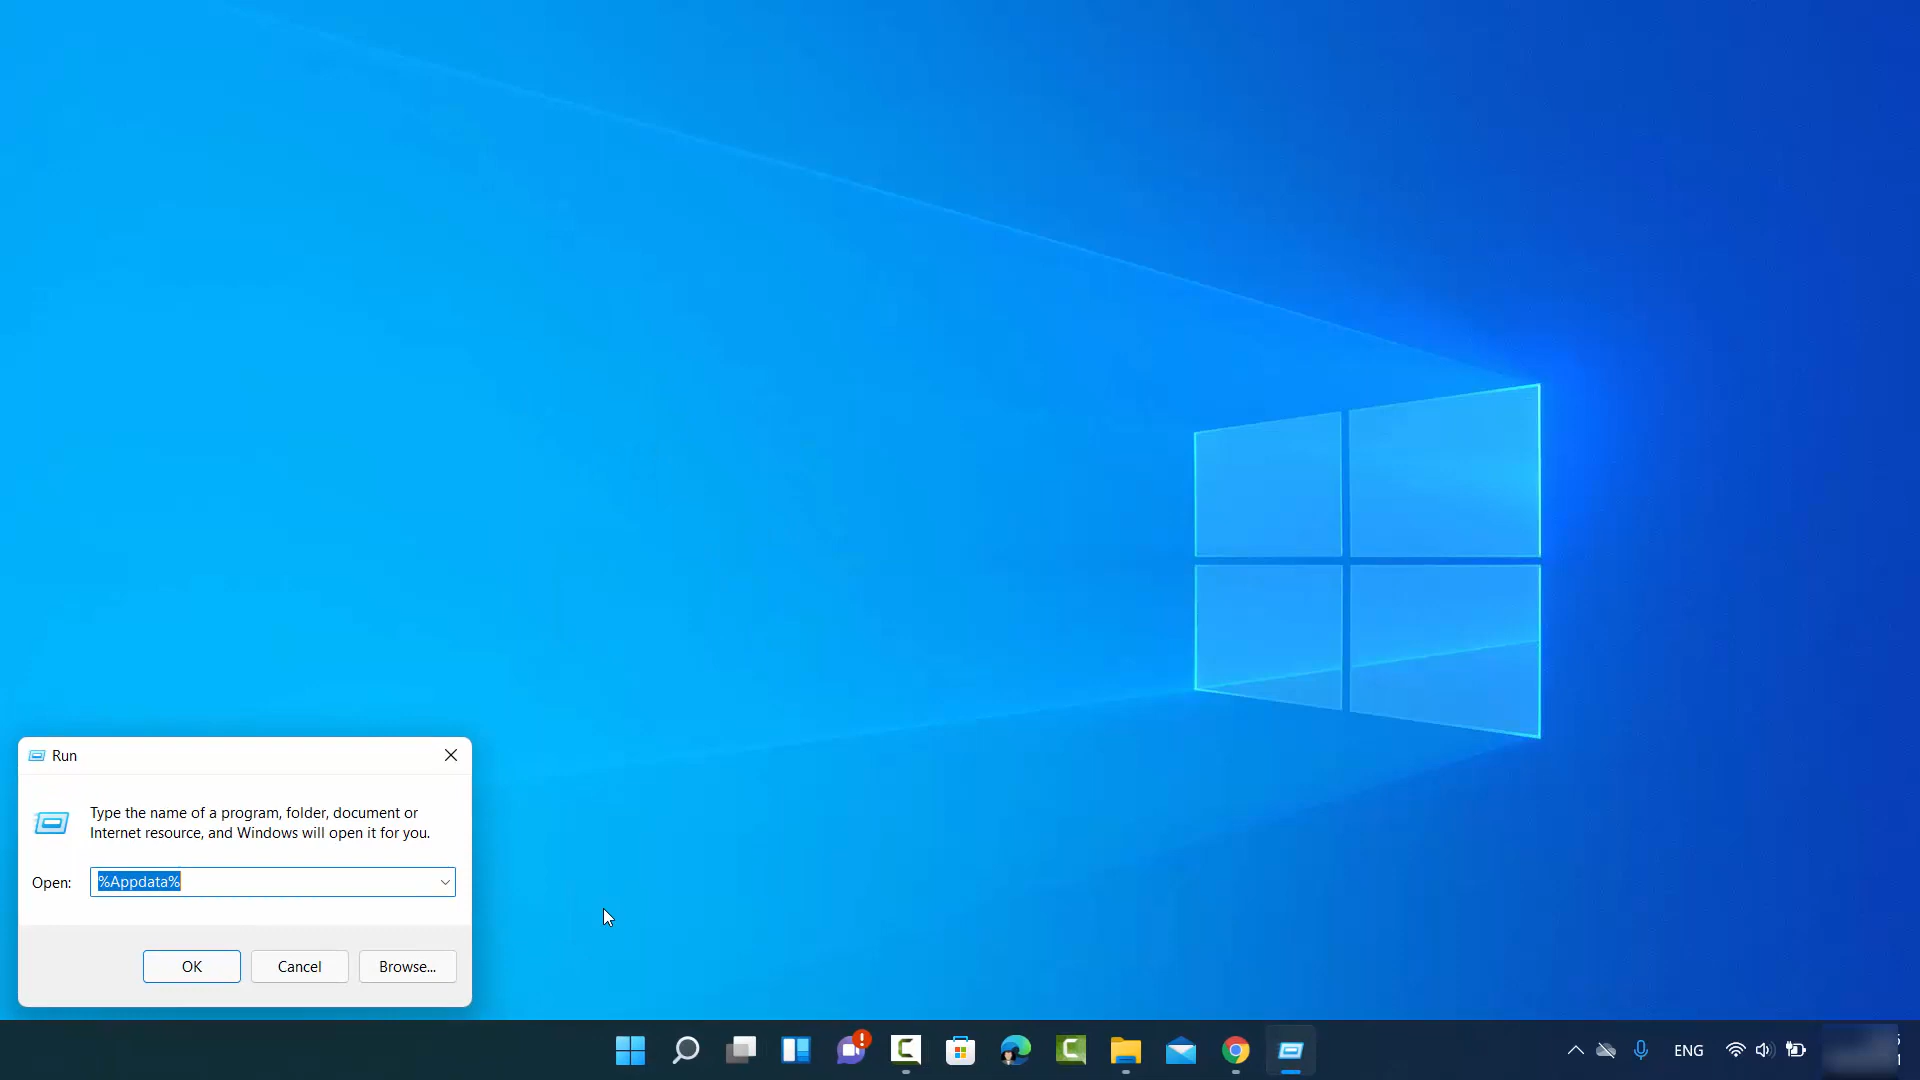 Run
Type the name of a program, folder, document or
Internet resource, and Windows will open it for you.
Open:
%Appdata%
OK
Cancel
Browse...
ENG